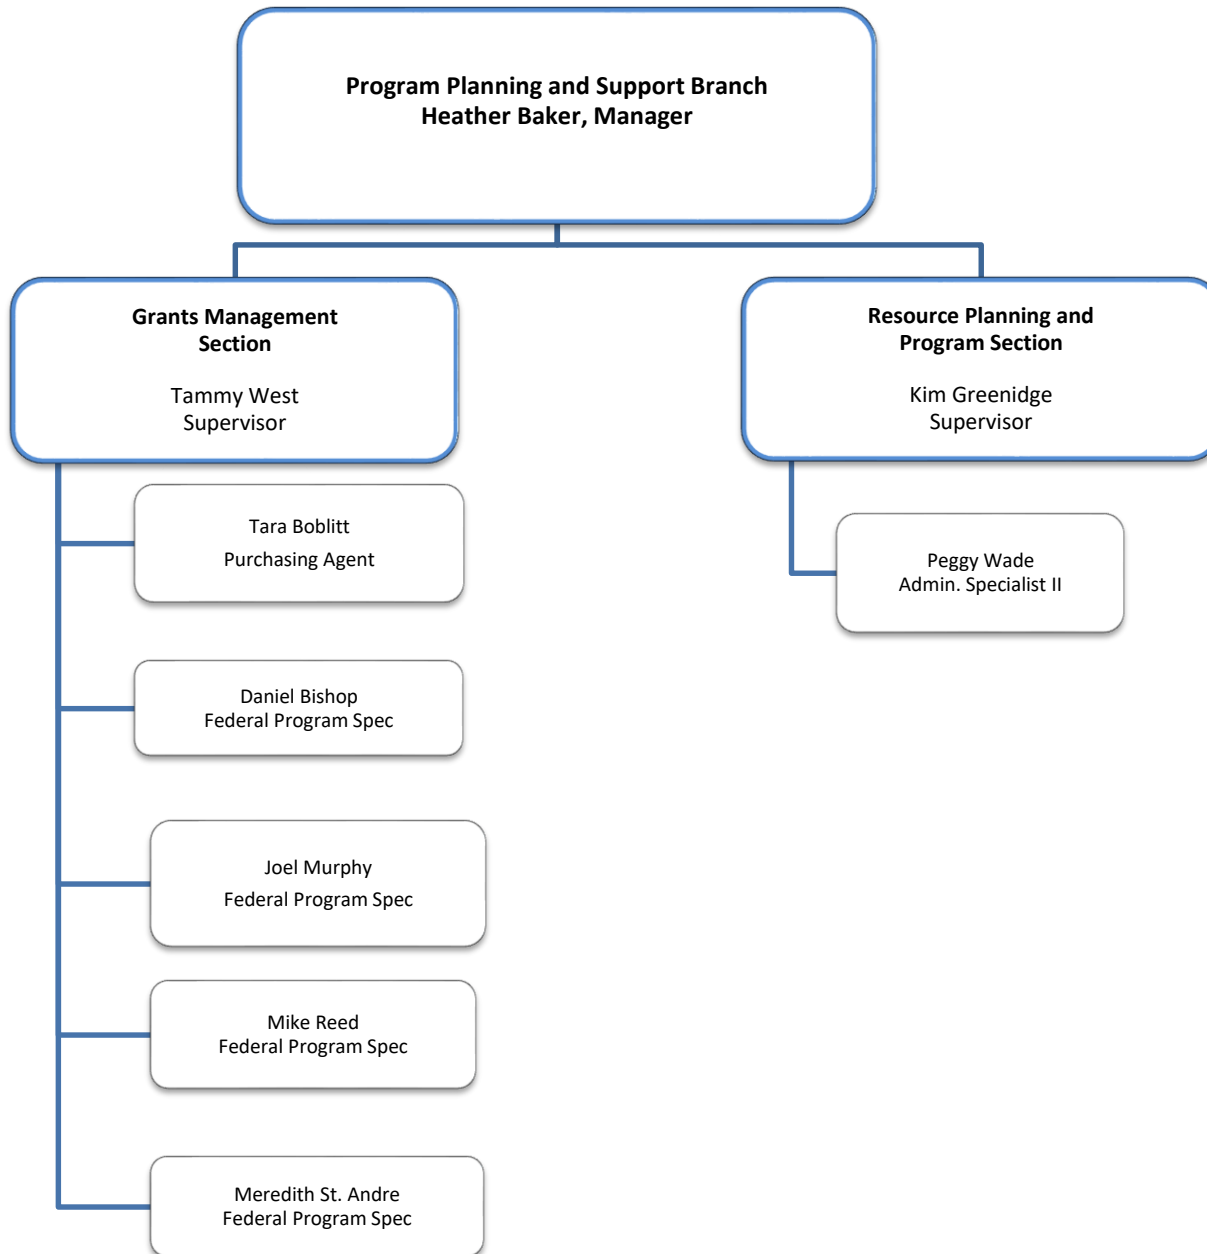 Program Planning and Support Branch
Heather Baker, Manager
Grants Management
Section
Tammy West
Supervisor
Tara Boblitt
Purchasing Agent
Daniel Bishop
Federal Program Spec
Joel Murphy
Federal Program Spec
Mike Reed
Federal Program Spec
Meredith St. Andre
Federal Program Spec
Resource Planning and
Program Section
Kim Greenidge
Supervisor
Peggy Wade
Admin. Specialist II